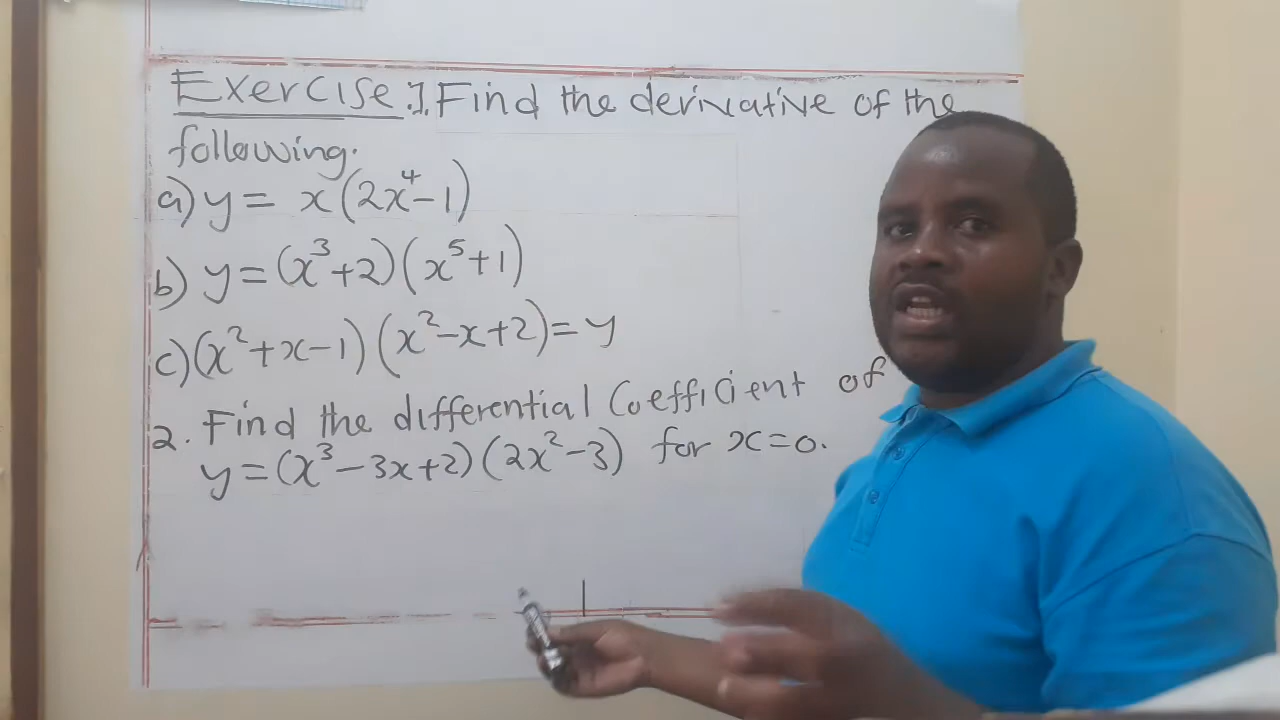 Exercise: 1. Find the derivative of the
following.
a) y = x(2x⁴-1)
b) y = (x³+2)(x⁵+1)
c) (x²+x-1)(x²-x+2) = y
2. Find the differential Coefficient of
y = (x³-3x+2)(2x²-3) for x=0.